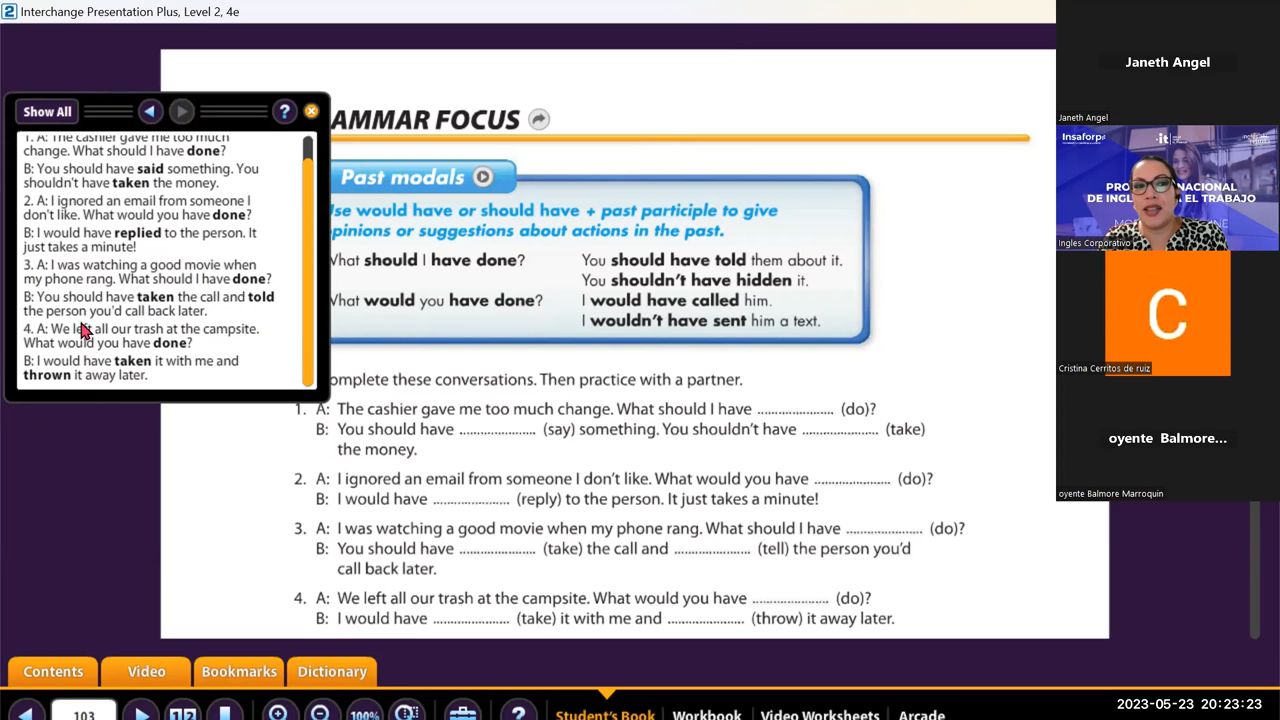 Interchange Presentation Plus, Level 2, 4e
Janeth Angel
Janeth Angel
Show All
1. A: The cashier gave me too much
change. What should I have done?
B: You should have said something. You
shouldn't have taken the money.
2. A: I ignored an email from someone I
don't like. What would you have done?
B: I would have replied to the person. It
just takes a minute!
3. A: I was watching a good movie when
my phone rang. What should I have done?
B: You should have taken the call and told
the person you'd call back later.
4. A: We left all our trash at the campsite.
What would you have done?
B: I would have taken it with me and
thrown it away later.
AMMAR FOCUS
Past modals
Use would have or should have + past participle to give
opinions or suggestions about actions in the past.
What should I have done? You should have told them about it.
You shouldn't have hidden it.
What would you have done? I would have called him.
I wouldn't have sent him a text.
omplete these conversations. Then practice with a partner.
1. A: The cashier gave me too much change. What should I have .................... (do)?
B: You should have .................... (say) something. You shouldn't have .................... (take)
the money.
2. A: I ignored an email from someone I don't like. What would you have .................... (do)?
B: I would have .................... (reply) to the person. It just takes a minute!
3. A: I was watching a good movie when my phone rang. What should I have .................... (do)?
B: You should have .................... (take) the call and .................... (tell) the person you'd
call back later.
4. A: We left all our trash at the campsite. What would you have .................... (do)?
B: I would have .................... (take) it with me and .................... (throw) it away later.
Insaforp
it
Ingles Corporativo
DE INGL
A EL TRABAJO
C
Cristina Cerritos de ruiz
oyente Balmore...
oyente Balmore Marroquin
Contents Video Bookmarks Dictionary
103
100%
Student's Book Workbook Video Worksheets Arcade
2023-05-23 20:23:23